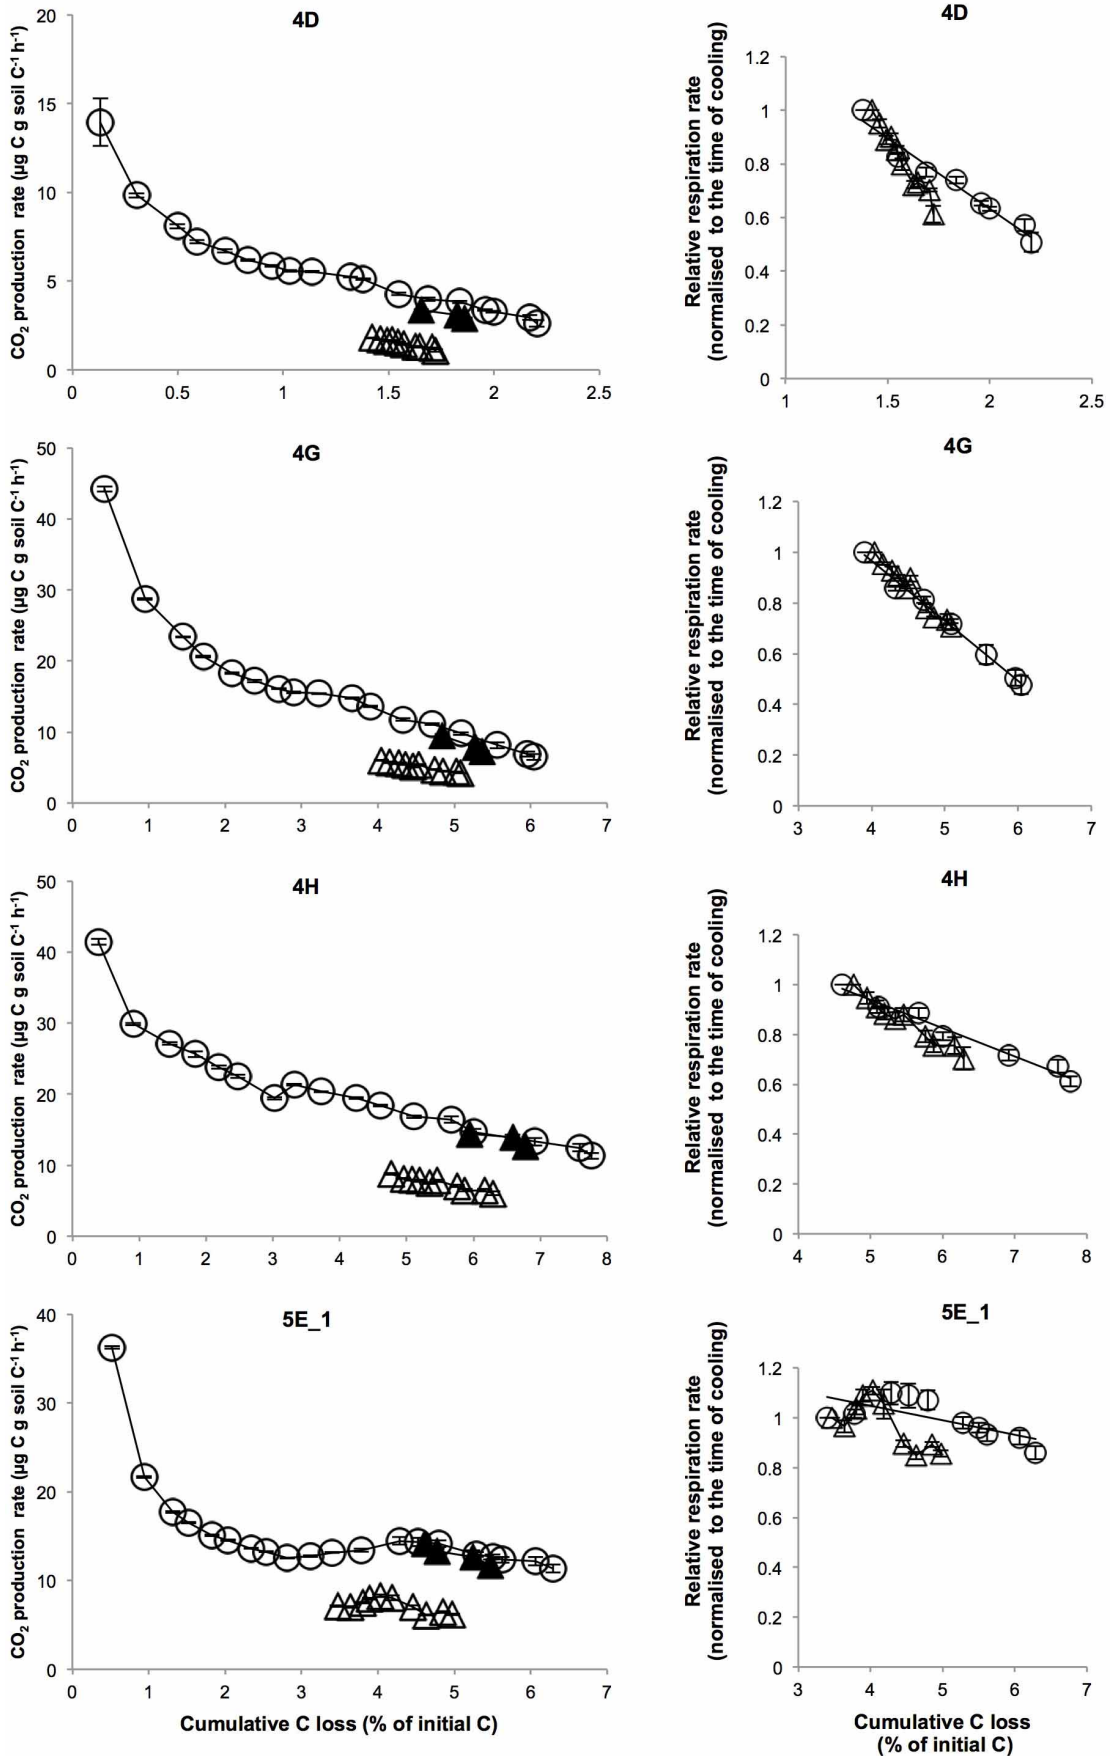 4D
CO₂ production rate (µg C g soil C⁻¹ h⁻¹)
20
15
10
5
0
0 0.5 1 1.5 2 2.5
4D
Relative respiration rate
(normalised to the time of cooling)
1.2
1
0.8
0.6
0.4
0.2
0
1 1.5 2 2.5
4G
CO₂ production rate (µg C g soil C⁻¹ h⁻¹)
50
40
30
20
10
0
0 1 2 3 4 5 6 7
4G
Relative respiration rate
(normalised to the time of cooling)
1.2
1
0.8
0.6
0.4
0.2
0
3 4 5 6 7
4H
CO₂ production rate (µg C g soil C⁻¹ h⁻¹)
50
40
30
20
10
0
0 1 2 3 4 5 6 7 8
4H
Relative respiration rate
(normalised to the time of cooling)
1.2
1
0.8
0.6
0.4
0.2
0
4 5 6 7 8
5E_1
CO₂ production rate (µg C g soil C⁻¹ h⁻¹)
40
30
20
10
0
0 1 2 3 4 5 6 7
Cumulative C loss (% of initial C)
5E_1
Relative respiration rate
(normalised to the time of cooling)
1.2
1
0.8
0.6
0.4
0.2
0
3 4 5 6 7
Cumulative C loss
(% of initial C)